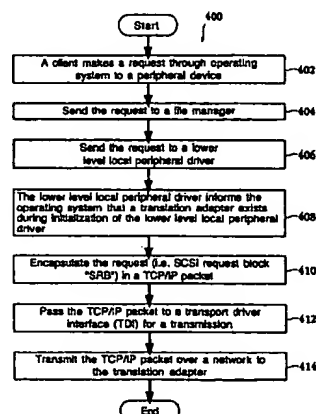 Start
400
A client makes a request through operating
system to a peripheral device
402
Send the request to a file manager
404
Send the request to a lower
level local peripheral driver
406
The lower level local peripheral driver informs the
operating system that a translation adapter exists
during initialization of the lower level local peripheral
driver
408
Encapsulate the request (i.e. SCSI request block
"SRB") in a TCP/IP packet
410
Pass the TCP/IP packet to a transport driver
interface (TDI) for a transmission
412
Transmit the TCP/IP packet over a network to
the translation adapter
414
End